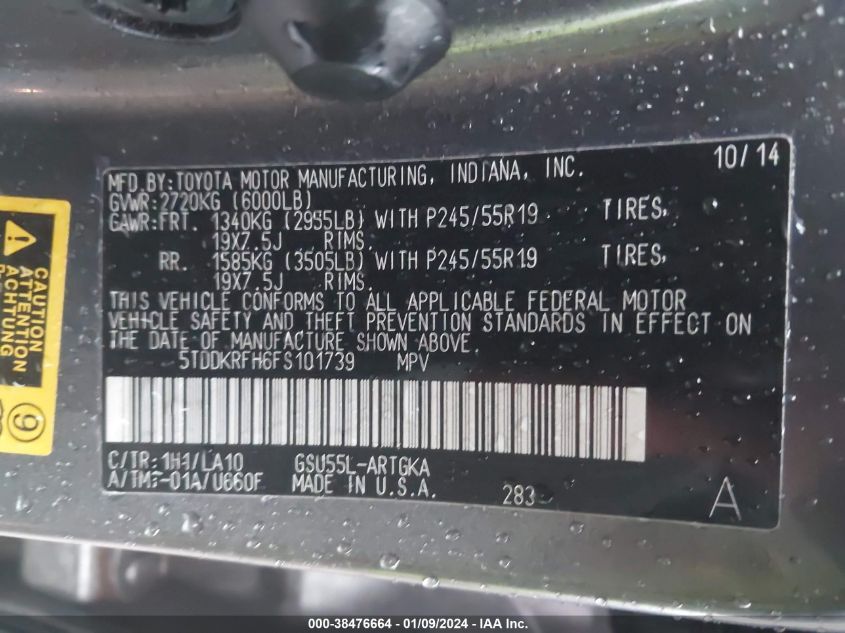 10/14
MFD.BY:TOYOTA MOTOR MANUFACTURING, INDIANA, INC.
GVWR:2720KG (6000LB)
GAWR:FRT. 1340KG (2955LB) WITH P245/55R19 TIRES,
19X7.5J RIMS.
RR. 1585KG (3505LB) WITH P245/55R19 TIRES,
19X7.5J RIMS.
THIS VEHICLE CONFORMS TO ALL APPLICABLE FEDERAL MOTOR
VEHICLE SAFETY AND THEFT PREVENTION STANDARDS IN EFFECT ON
THE DATE OF MANUFACTURE SHOWN ABOVE.
5TDDKRFH6FS101739 MPV
C/TR:1H1/LA10 GSU55L-ARTGKA
A/TM:-01A/U660F MADE IN U.S.A. 283 A
CAUTION
ATTENTION
ACHTUNG
9
000-38476664 - 01/09/2024 - IAA Inc.